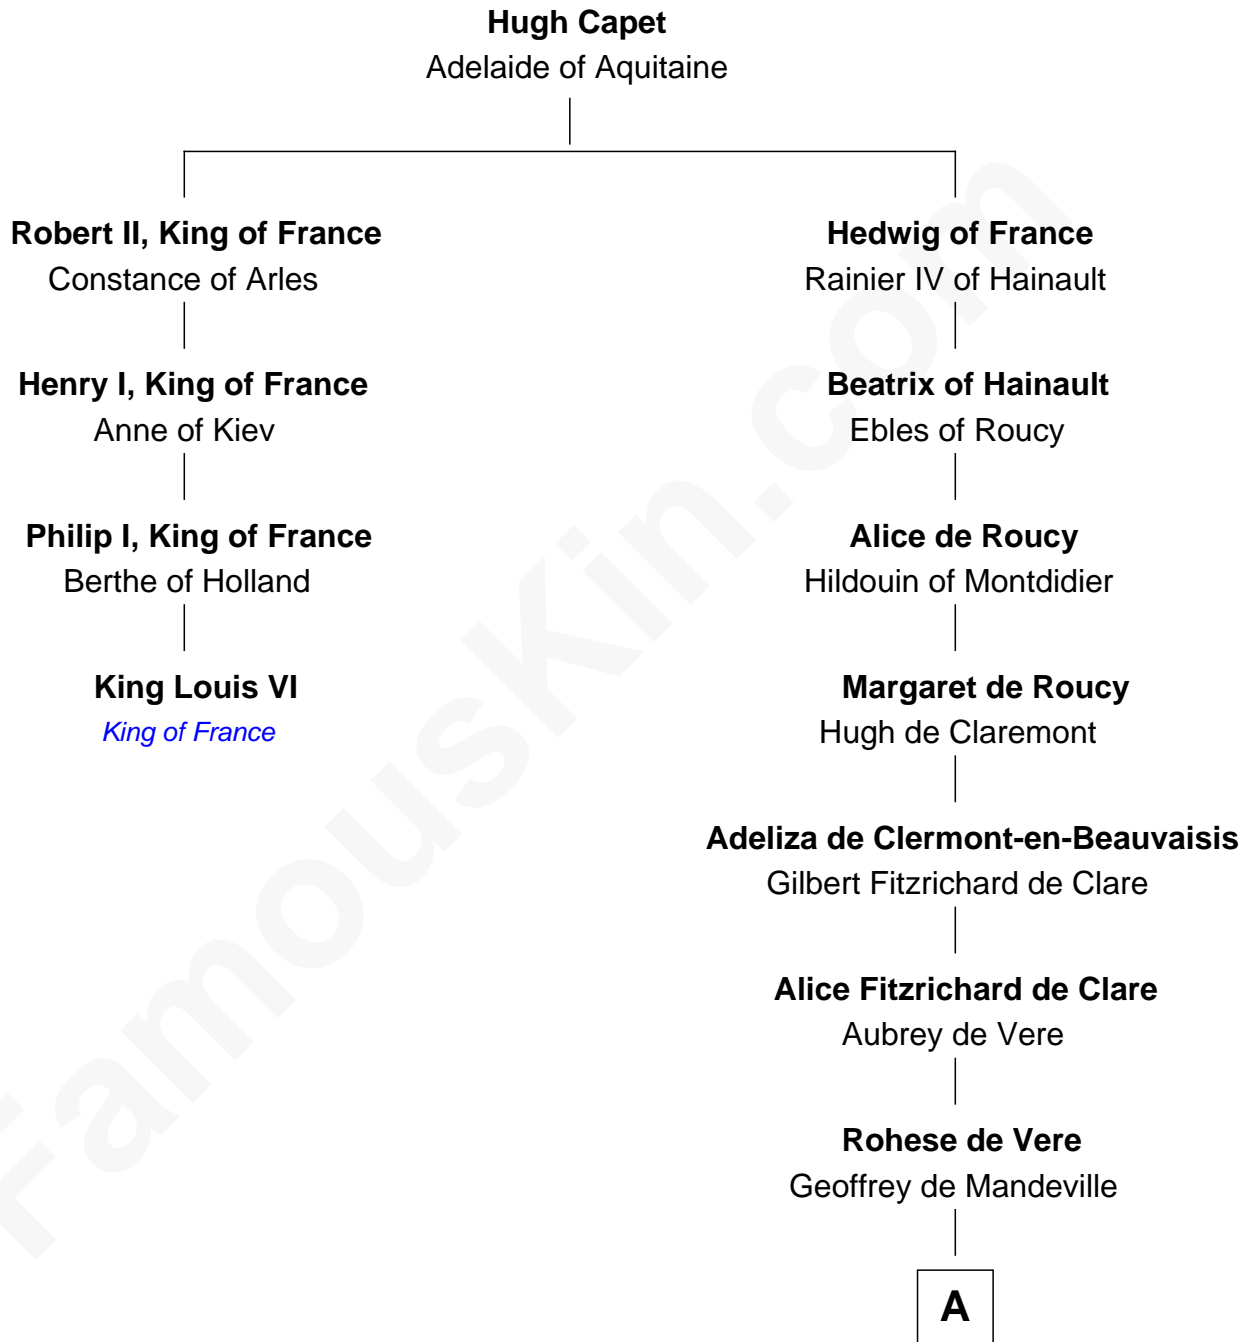 Hugh Capet
Adelaide of Aquitaine
Robert II, King of France
Constance of Arles
Henry I, King of France
Anne of Kiev
Philip I, King of France
Berthe of Holland
King Louis VI
King of France
Hedwig of France
Rainier IV of Hainault
Beatrix of Hainault
Ebles of Roucy
Alice de Roucy
Hildouin of Montdidier
Margaret de Roucy
Hugh de Claremont
Adeliza de Clermont-en-Beauvaisis
Gilbert Fitzrichard de Clare
Alice Fitzrichard de Clare
Aubrey de Vere
Rohese de Vere
Geoffrey de Mandeville
A
FamousKin.com